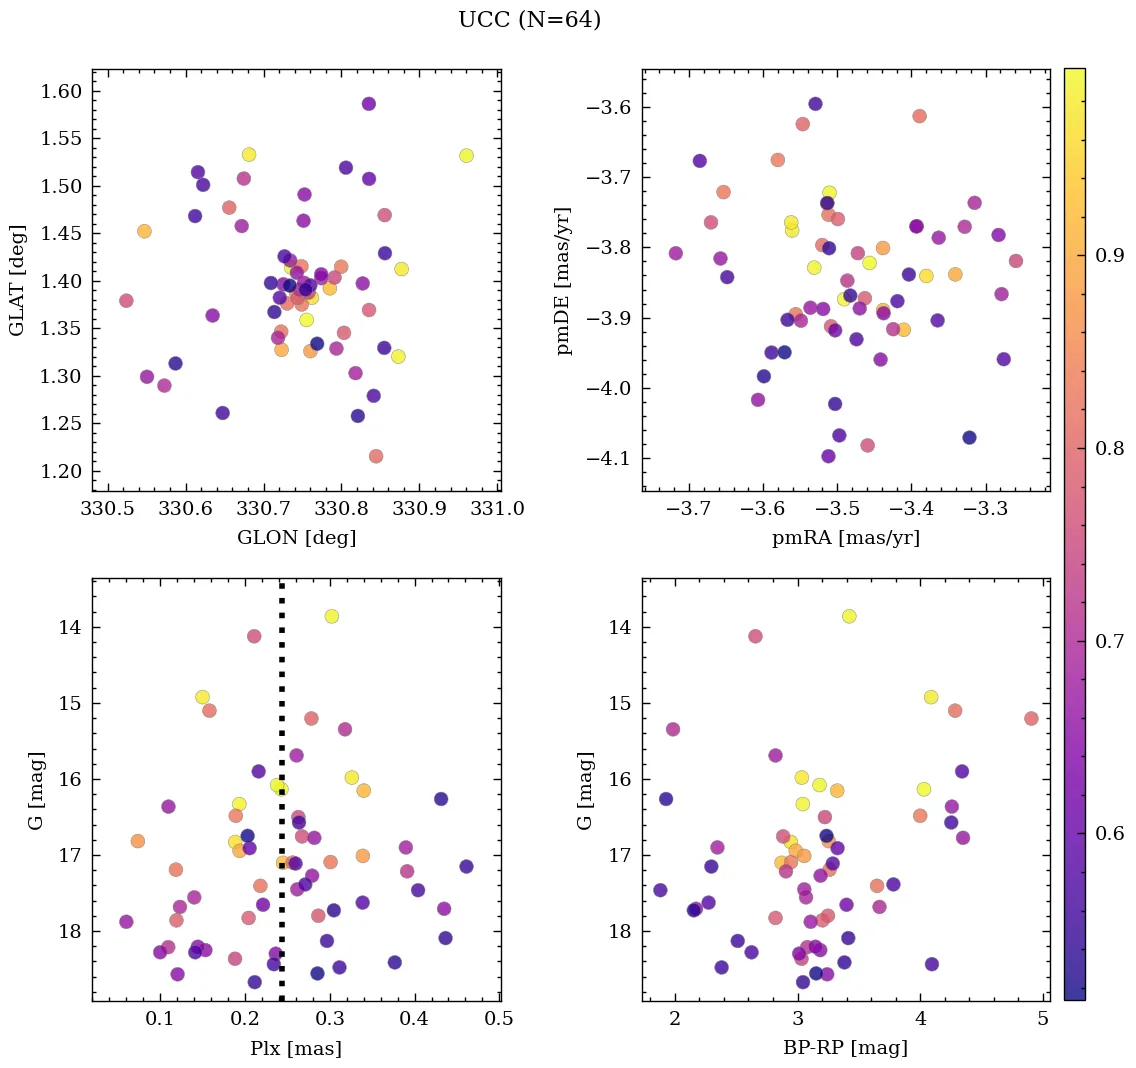 UCC (N=64)
1.60
1.55
1.50
1.45
1.40
1.35
1.30
1.25
1.20
GLAT [deg]
330.5 330.6 330.7 330.8 330.9 331.0
GLON [deg]
−3.6
−3.7
−3.8
−3.9
−4.0
−4.1
pmDE [mas/yr]
−3.7 −3.6 −3.5 −3.4 −3.3
pmRA [mas/yr]
14
15
16
17
18
G [mag]
0.1 0.2 0.3 0.4 0.5
Plx [mas]
14
15
16
17
18
G [mag]
2 3 4 5
BP-RP [mag]
0.9
0.8
0.7
0.6